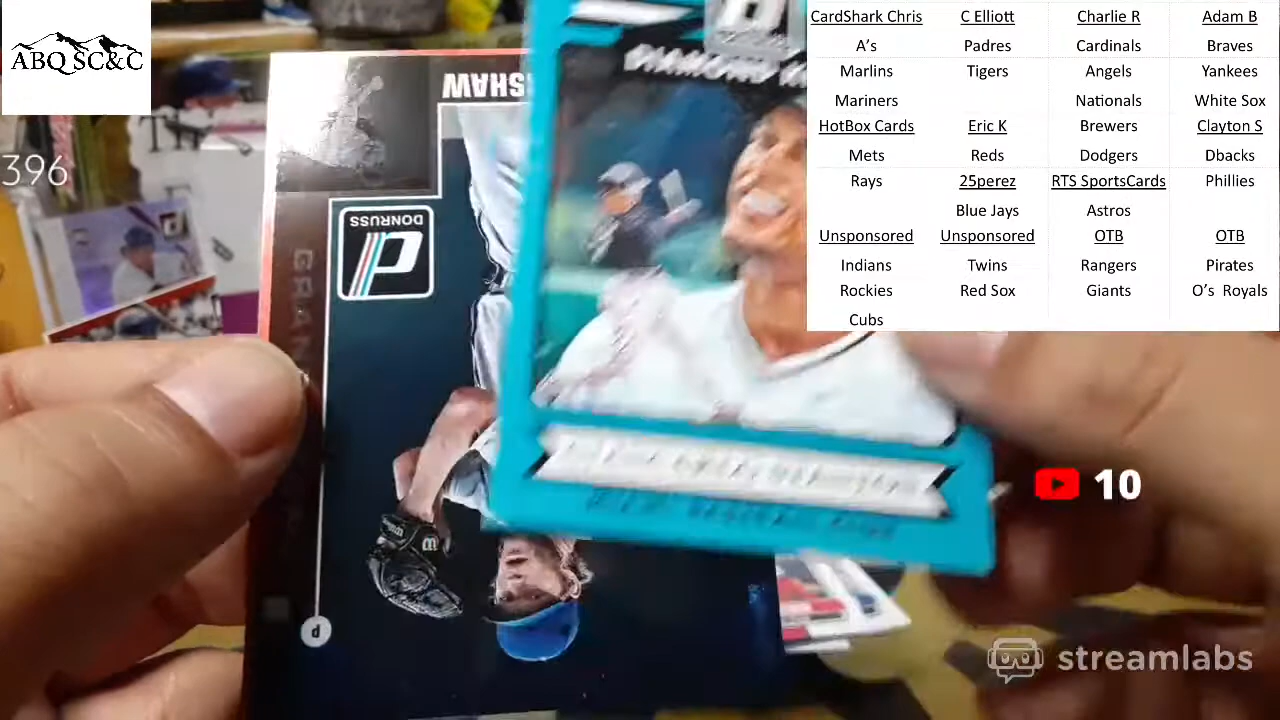 ABQ SC&C
396
CardShark Chris C Elliott Charlie R Adam B
A's Padres Cardinals Braves
Marlins Tigers Angels Yankees
Mariners Nationals White Sox
HotBox Cards Eric K Brewers Clayton S
Mets Reds Dodgers Dbacks
Rays 25perez RTS SportsCards Phillies
Blue Jays Astros
Unsponsored Unsponsored OTB OTB
Indians Twins Rangers Pirates
Rockies Red Sox Giants O's Royals
Cubs
SHAW
DIAMOND
DONRUSS
P
10
streamlabs